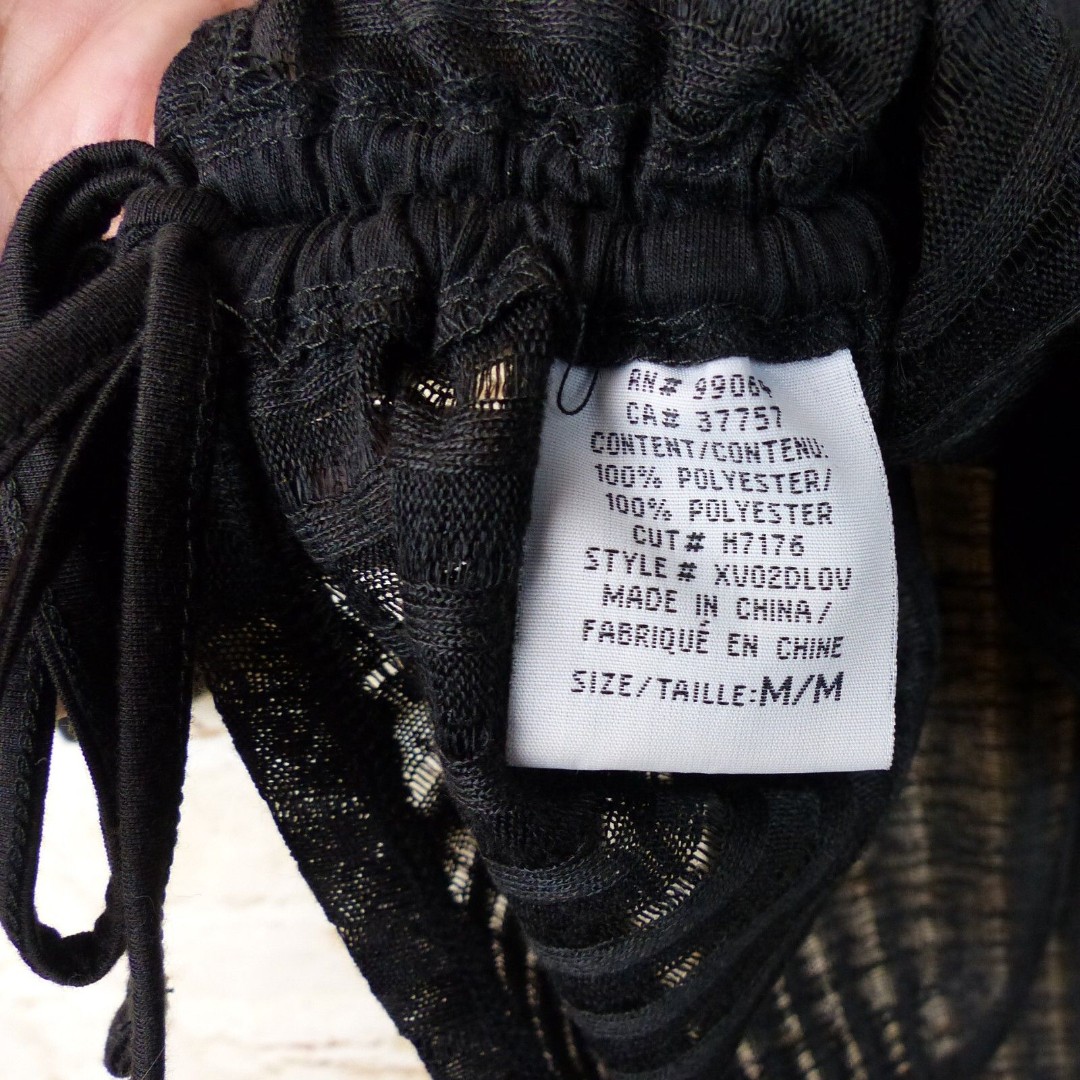 RN# 99064
CA# 37757
CONTENT/CONTENU:
100% POLYESTER/
100% POLYESTER
CUT# H7176
STYLE# XV02DLOV
MADE IN CHINA/
FABRIQUÉ EN CHINE
SIZE/TAILLE:M/M